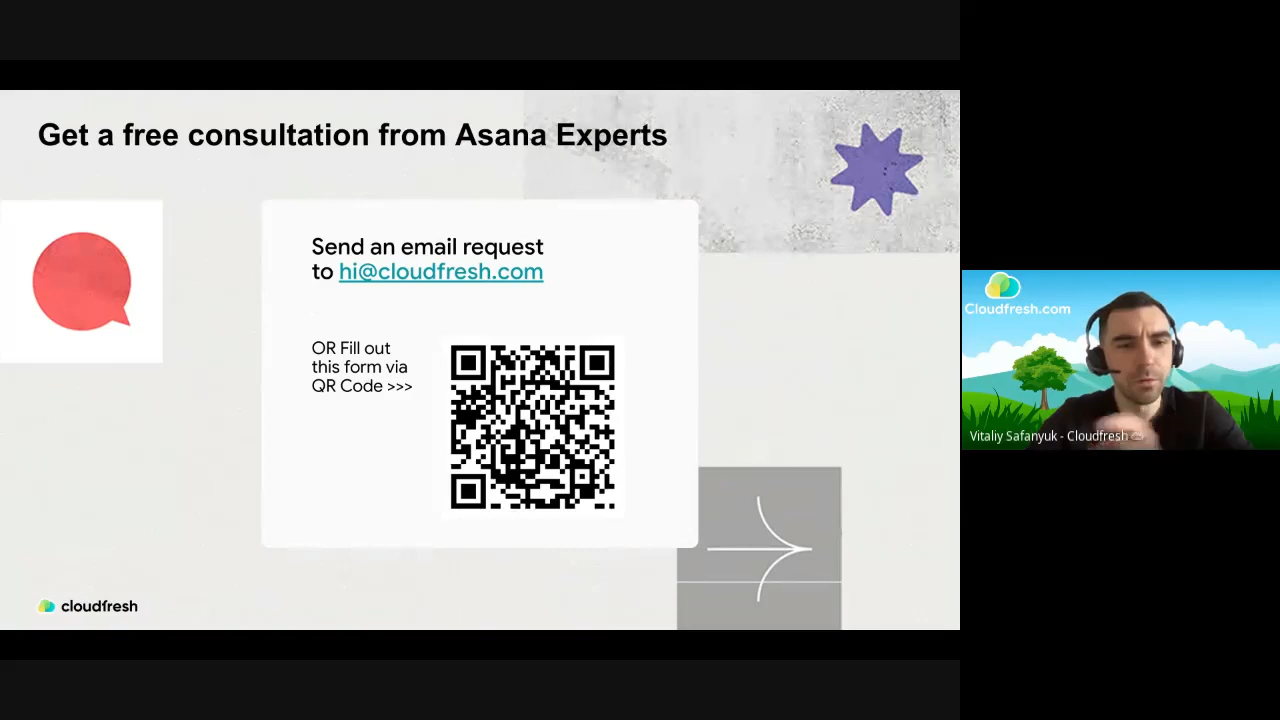 Get a free consultation from Asana Experts
Send an email request
to hi@cloudfresh.com
OR Fill out
this form via
QR Code >>>
cloudfresh
Cloudfresh.com
Vitaliy Safanyuk - Cloudfresh